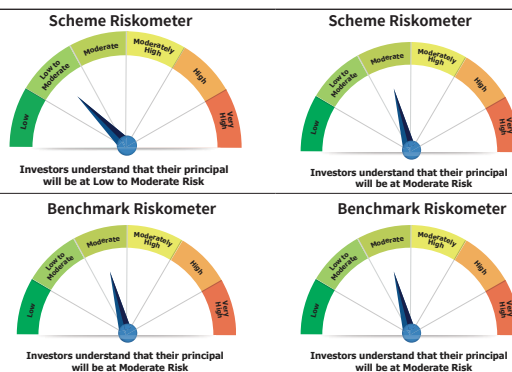 Scheme Riskometer
Low
Low to
Moderate
Moderate
Moderately
High
High
Very
High
Investors understand that their principal
will be at Low to Moderate Risk
Scheme Riskometer
Low
Low to
Moderate
Moderate
Moderately
High
High
Very
High
Investors understand that their principal
will be at Moderate Risk
Benchmark Riskometer
Low
Low to
Moderate
Moderate
Moderately
High
High
Very
High
Investors understand that their principal
will be at Moderate Risk
Benchmark Riskometer
Low
Low to
Moderate
Moderate
Moderately
High
High
Very
High
Investors understand that their principal
will be at Moderate Risk